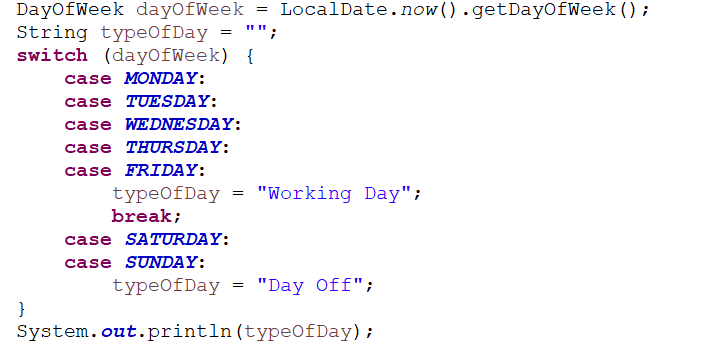 DayOfWeek dayOfWeek = LocalDate.now().getDayOfWeek();
String typeOfDay = "";
switch (dayOfWeek) {
    case MONDAY:
    case TUESDAY:
    case WEDNESDAY:
    case THURSDAY:
    case FRIDAY:
        typeOfDay = "Working Day";
        break;
    case SATURDAY:
    case SUNDAY:
        typeOfDay = "Day Off";
}
System.out.println(typeOfDay);